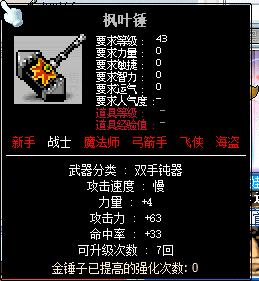 枫叶锤
要求等级： 43
要求力量： 0
要求敏捷： 0
要求智力： 0
要求运气： 0
要求人气度： -
道具等级： -
道具经验值： -
新手 战士 魔法师 弓箭手 飞侠 海盗
武器分类 : 双手钝器
攻击速度 : 慢
力量 : +4
攻击力 : +63
命中率 : +33
可升级次数 : 7回
金锤子已提高的强化次数: 0